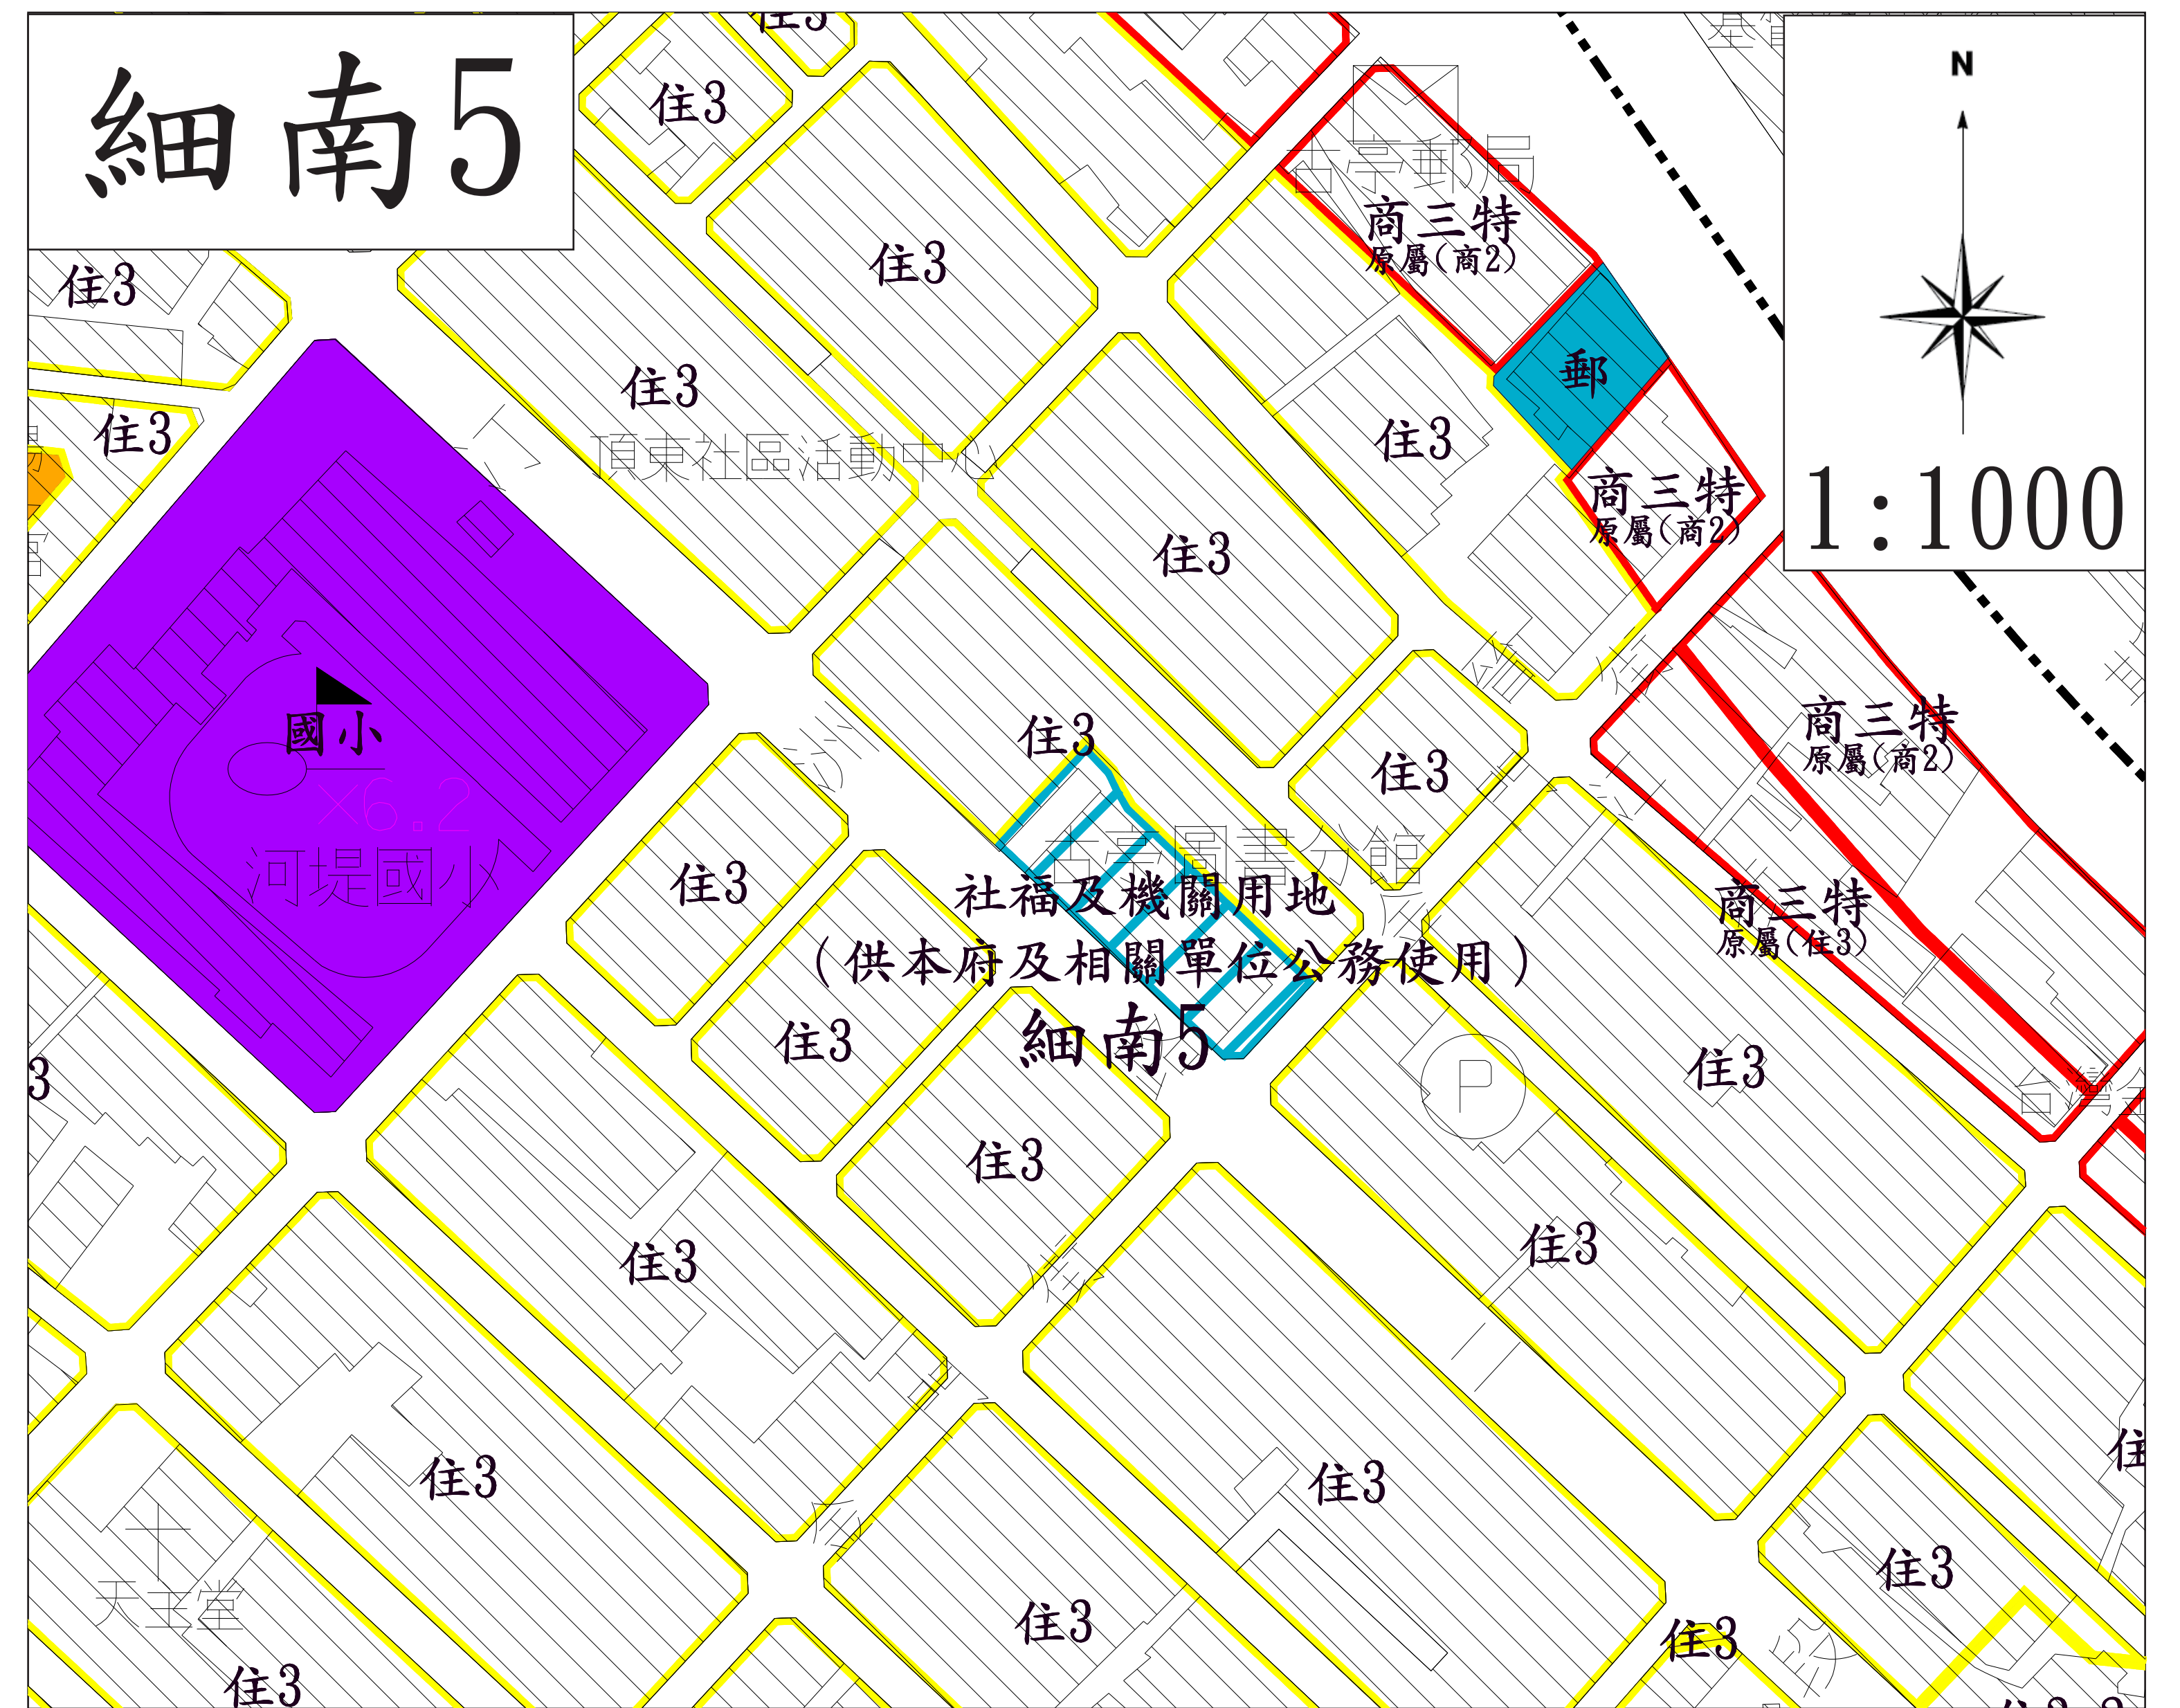 細南5
N
1:1000
住3
住3
住3
古亭郵局
商三特
原屬(商2)
住3
住3
郵
住3
住3
頂東社區活動中心
住3
商三特
原屬(商2)
住3
國小
×6.2
河堤國小
住3
住3
商三特
原屬(商2)
古亭圖書分館
住3
社福及機關用地
(供本府及相關單位公務使用)
細南5
商三特
原屬(住3)
P
住3
住3
3
台灣
住3
住3
住3
住3
住3
住
天主堂
住3
住3
住3
住3